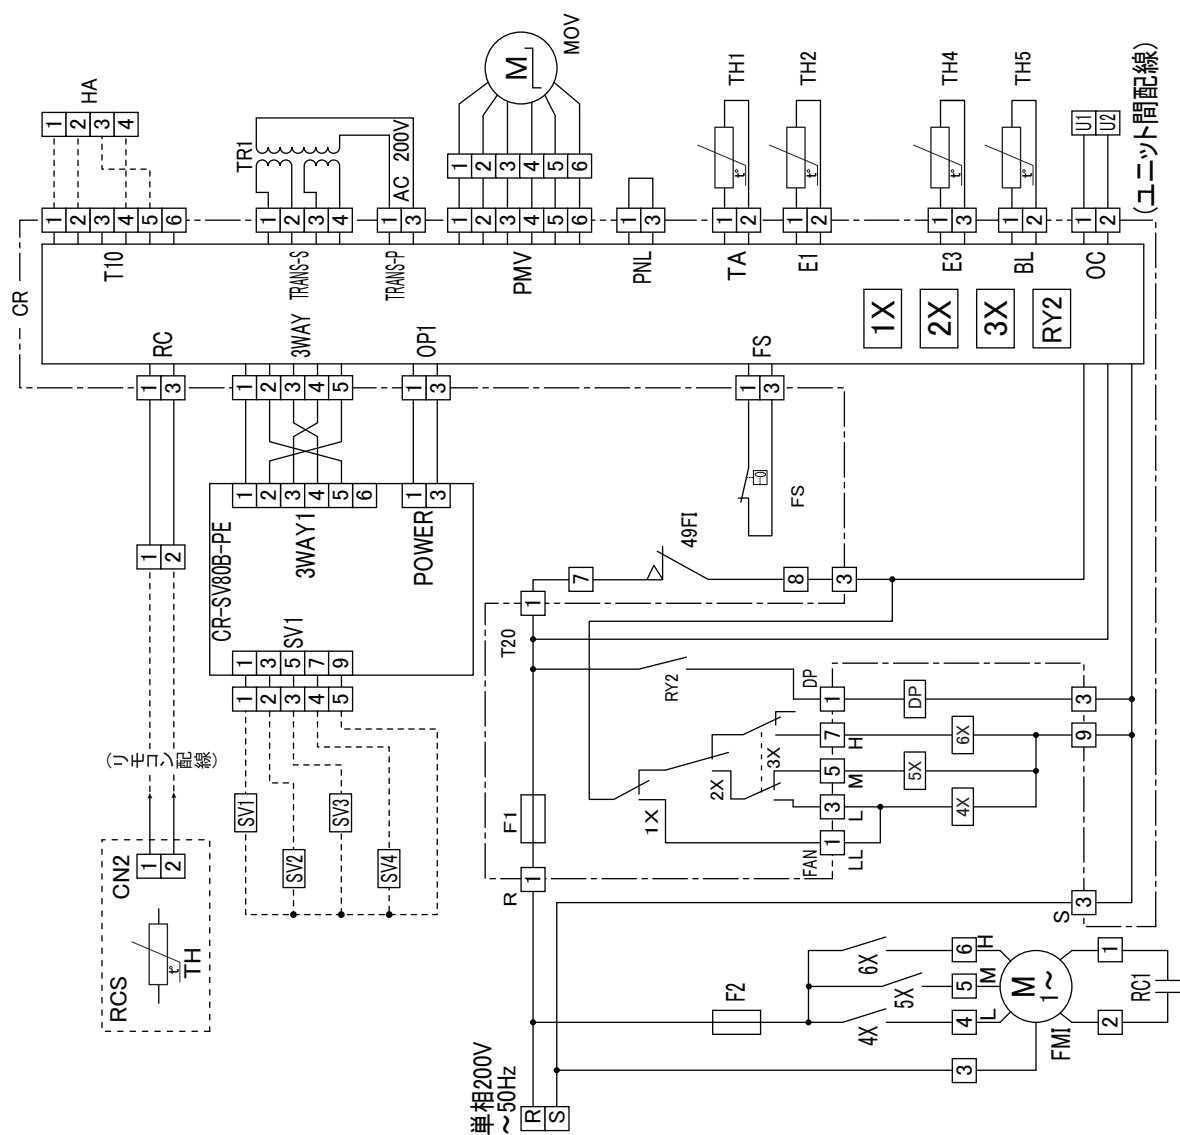 HA
1
2
3
4
CR
1
2
3
4
5
6
T10
TR1
1
2
3
4
TRANS-S
AC 200V
1
3
TRANS-P
MOV
M
1
2
3
4
5
6
1
2
3
4
5
6
PMV
1
3
PNL
TH1
t°
1
2
TA
TH2
t°
1
2
E1
TH4
t°
1
3
E3
TH5
t°
1
2
BL
U1
U2
1
2
OC
(ユニット間配線)
1X
2X
3X
RY2
RC
1
3
3WAY
1
2
3
4
5
OP1
1
3
FS
1
3
FS
CR-SV80B-PE
3WAY1
1
2
3
4
5
6
POWER
1
3
SV1
1
3
5
7
9
1
2
3
4
5
1
2
(リモコン配線)
SV1
SV2
SV3
SV4
RCS
CN2
1
2
TH
t°
49FI
7
8
3
1
T20
F1
R
1
RY2
DP
1
DP
3
1X
2X
3X
7
H
6X
9
5
M
5X
3
L
4X
FAN
1
LL
S
3
単相200V
～50Hz
R
S
F2
6X
5X
4X
6
H
5
M
4
L
3
M
1～
FMI
1
2
RC1